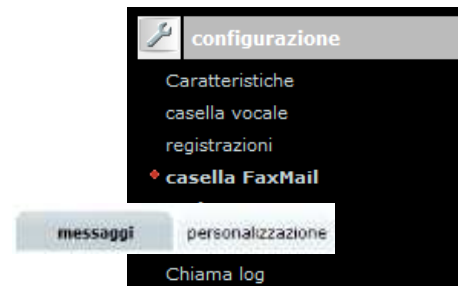 configurazione
Caratteristiche
casella vocale
registrazioni
casella FaxMail
messaggi personalizzazione
Chiama log